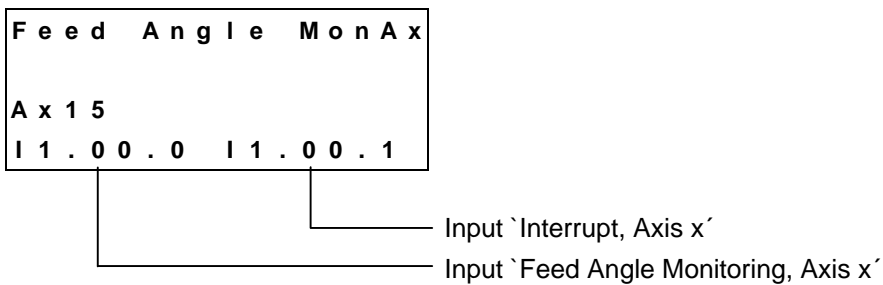 Feed Angle MonAx
Ax15
I1.00.0 I1.00.1
Input `Interrupt, Axis x´
Input `Feed Angle Monitoring, Axis x´